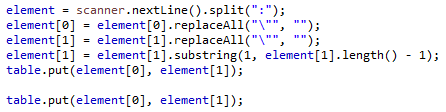 element = scanner.nextLine().split(":");
element[0] = element[0].replaceAll("\"", "");
element[1] = element[1].replaceAll("\"", "");
element[1] = element[1].substring(1, element[1].length() - 1);
table.put(element[0], element[1]);
table.put(element[0], element[1]);